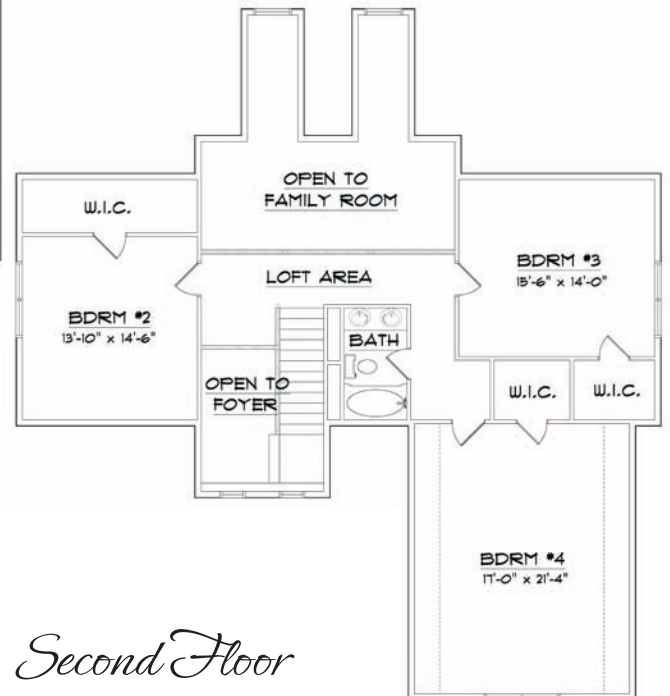 OPEN TO
FAMILY ROOM
W.I.C.
LOFT AREA
BDRM #3
15'-6" x 14'-0"
BDRM #2
13'-10" x 14'-6"
BATH
OPEN TO
FOYER
W.I.C.
W.I.C.
BDRM #4
17'-0" x 21'-4"
Second Floor